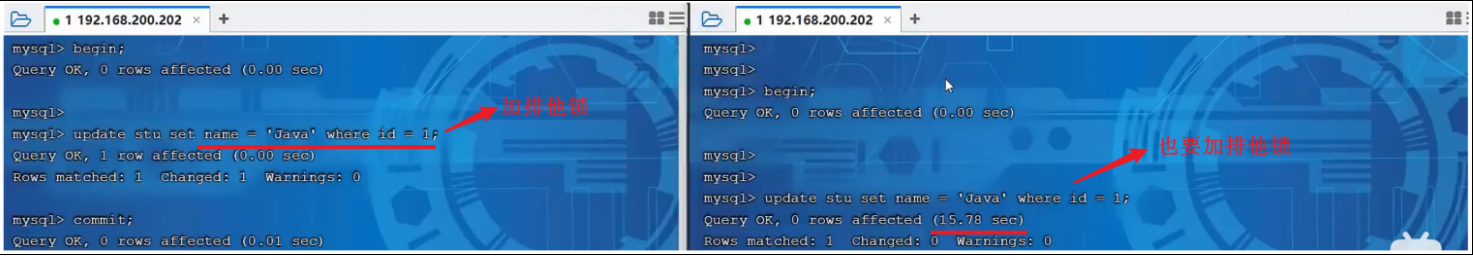 1 192.168.200.202 × +
mysql> begin;
Query OK, 0 rows affected (0.00 sec)
mysql>
加排他锁
mysql> update stu set name = 'Java' where id = 1;
Query OK, 1 row affected (0.00 sec)
Rows matched: 1  Changed: 1  Warnings: 0
mysql> commit;
Query OK, 0 rows affected (0.01 sec)
1 192.168.200.202 × +
mysql>
mysql>
mysql> begin;
Query OK, 0 rows affected (0.00 sec)
mysql>
也要加排他锁
mysql>
mysql> update stu set name = 'Java' where id = 1;
Query OK, 0 rows affected (15.78 sec)
Rows matched: 1  Changed: 0  Warnings: 0